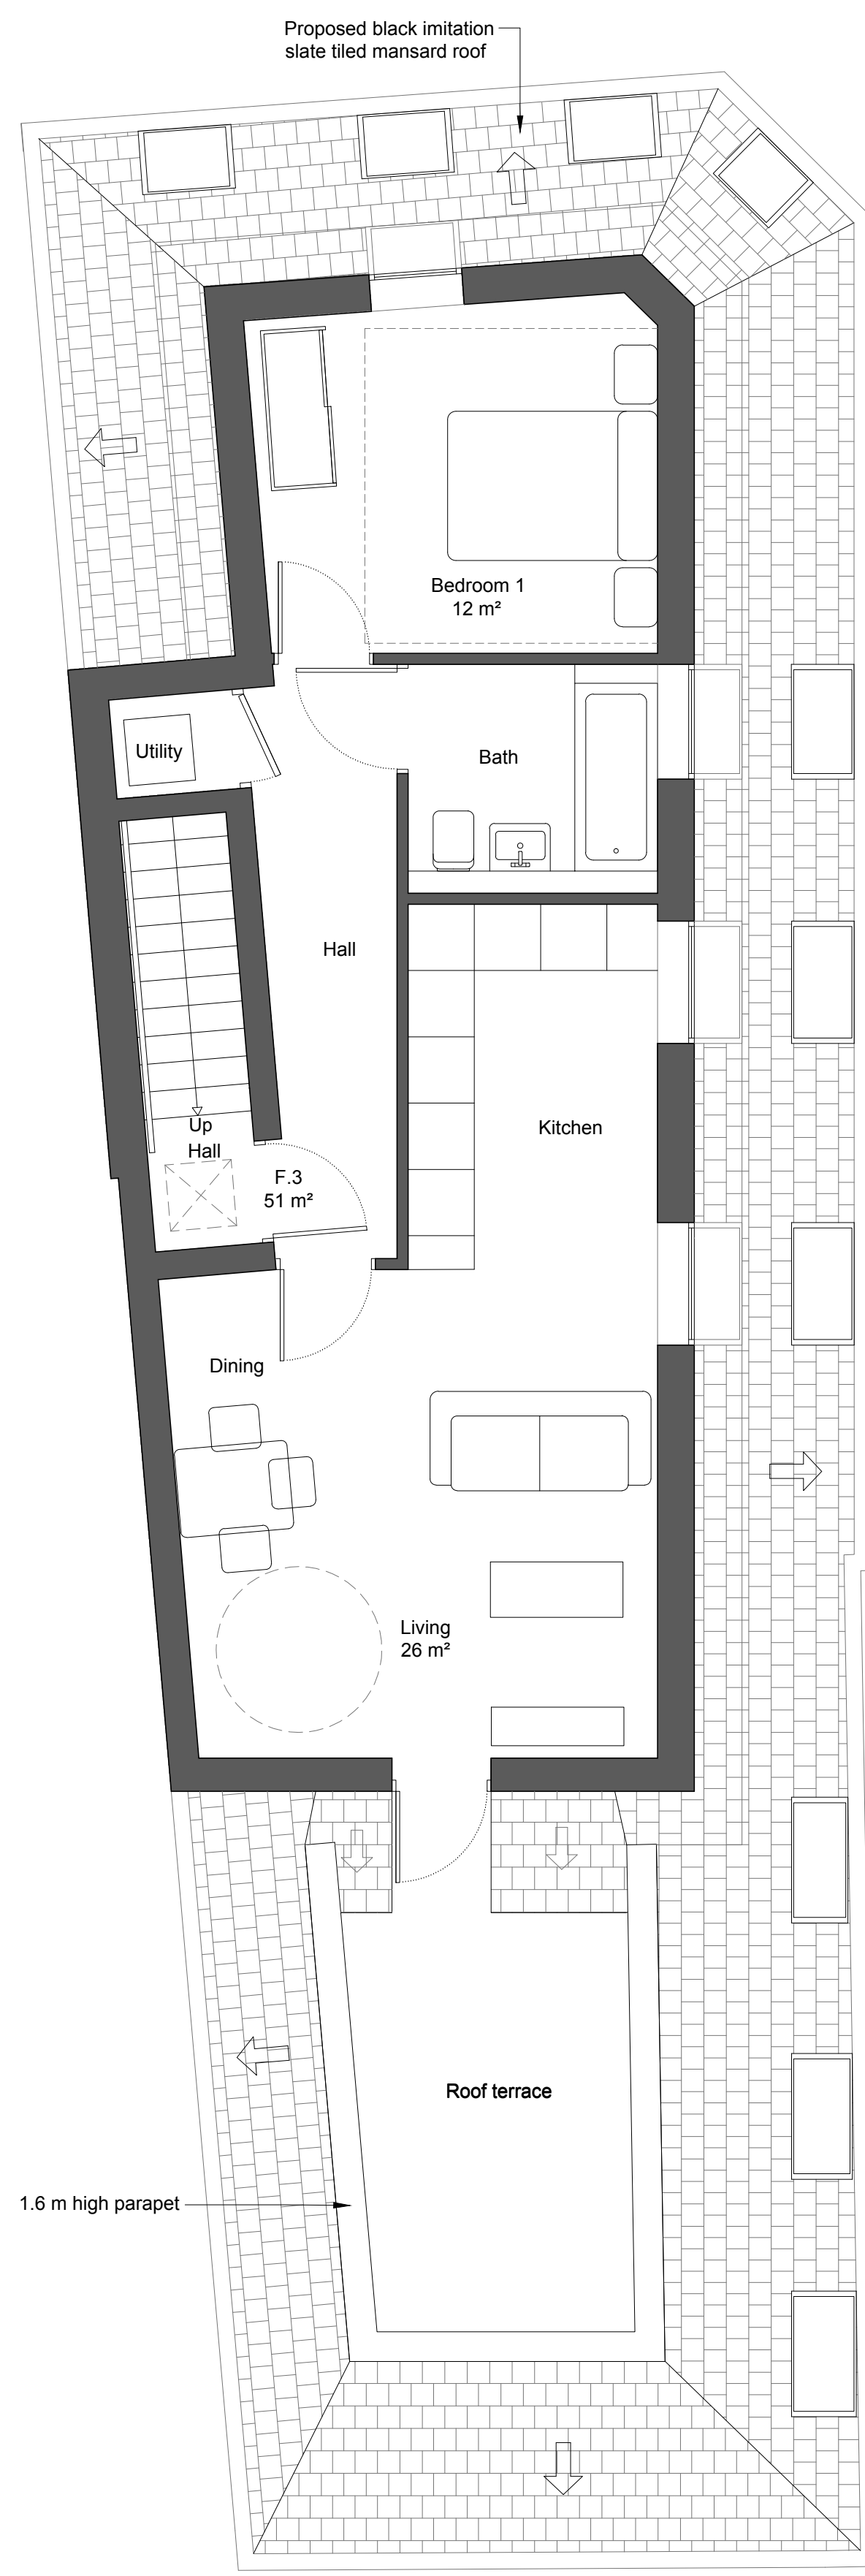 Proposed black imitation
slate tiled mansard roof
Bedroom 1
12 m²
Utility
Bath
Hall
Kitchen
Up
Hall
F.3
51 m²
Dining
Living
26 m²
Roof terrace
1.6 m high parapet